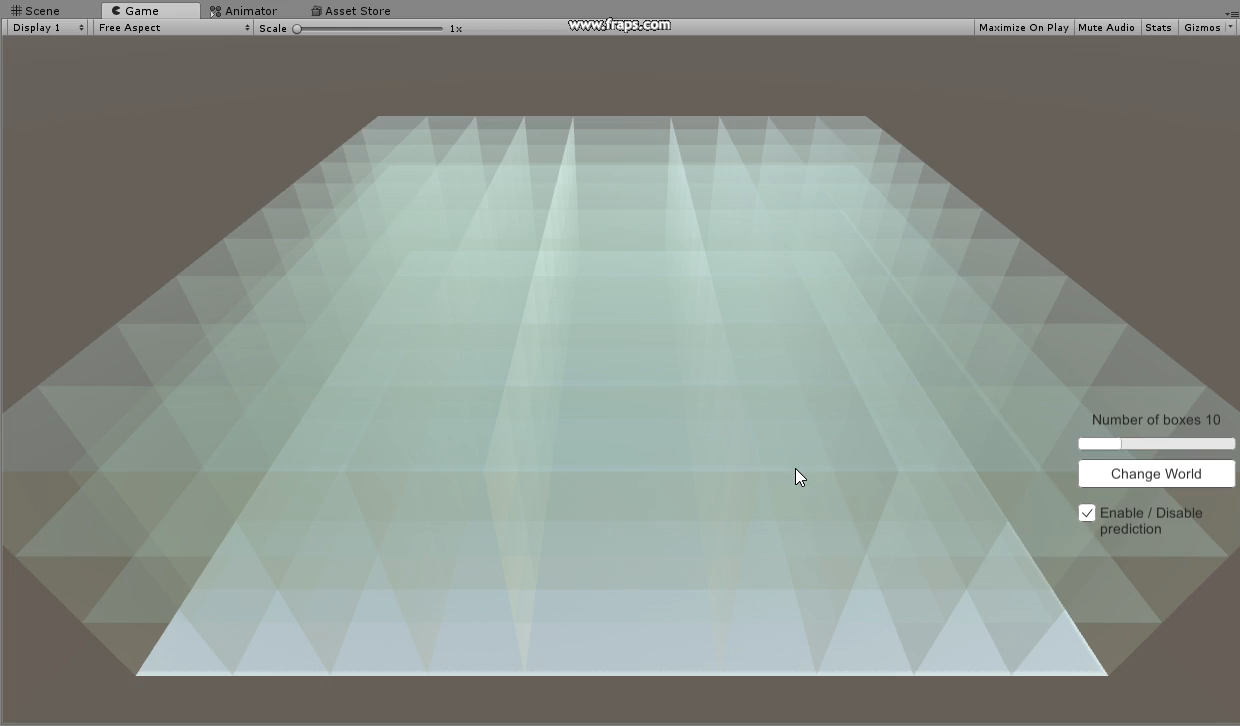 Scene Game Animator Asset Store
www.fraps.com
Display 1 Free Aspect Scale 1x Maximize On Play Mute Audio Stats Gizmos
Number of boxes 10
Change World
Enable / Disable
prediction